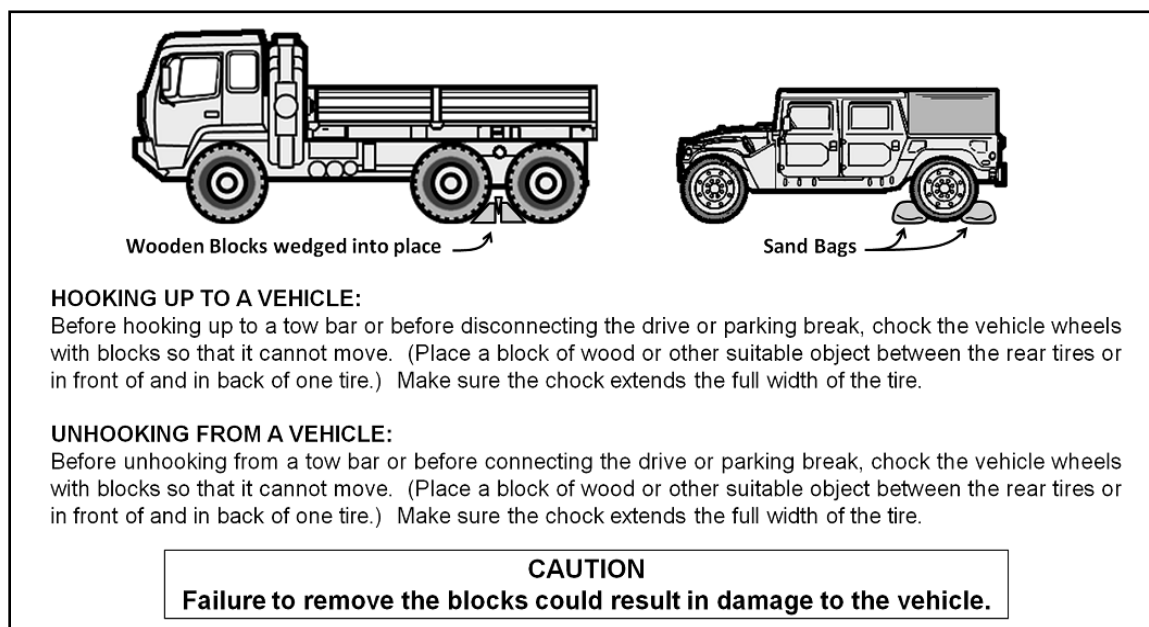 Wooden Blocks wedged into place
Sand Bags
HOOKING UP TO A VEHICLE:
Before hooking up to a tow bar or before disconnecting the drive or parking break, chock the vehicle wheels
with blocks so that it cannot move. (Place a block of wood or other suitable object between the rear tires or
in front of and in back of one tire.) Make sure the chock extends the full width of the tire.
UNHOOKING FROM A VEHICLE:
Before unhooking from a tow bar or before connecting the drive or parking break, chock the vehicle wheels
with blocks so that it cannot move. (Place a block of wood or other suitable object between the rear tires or
in front of and in back of one tire.) Make sure the chock extends the full width of the tire.
CAUTION
Failure to remove the blocks could result in damage to the vehicle.